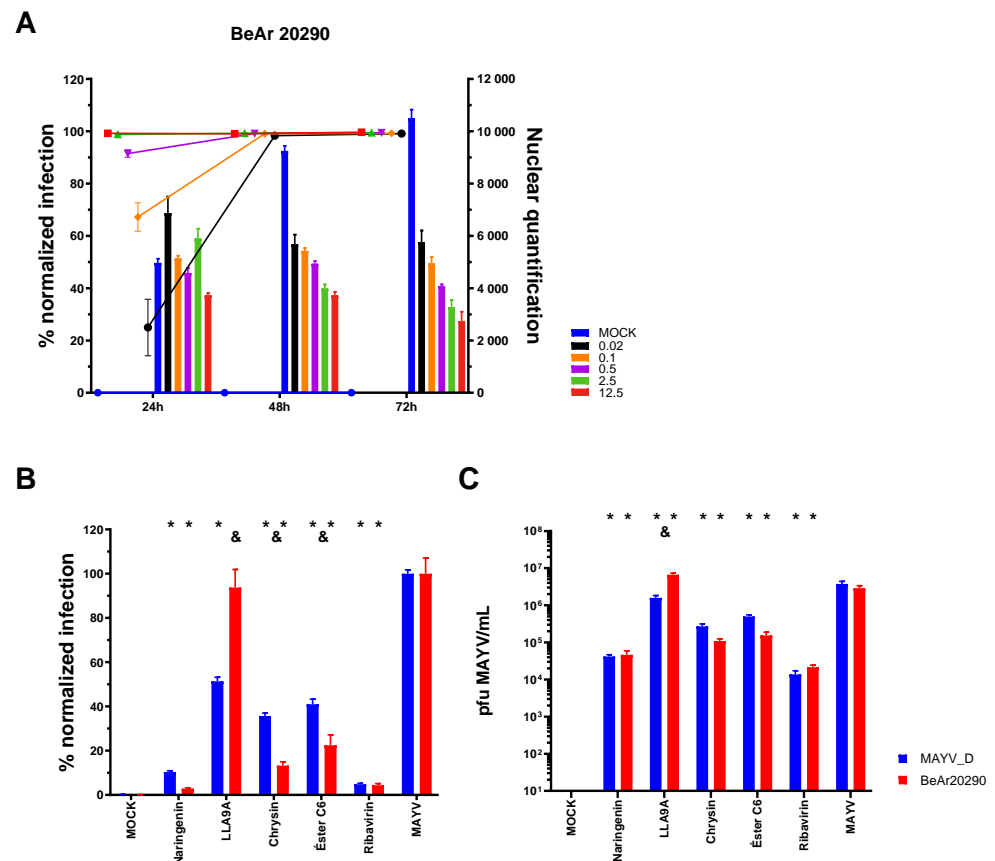 A
BeAr 20290
% normalized infection
120
100
80
60
40
20
0
12 000
10 000
8 000
6 000
4 000
2 000
0
Nuclear quantification
24h
48h
72h
MOCK
0.02
0.1
0.5
2.5
12.5
B
% normalized infection
120
100
80
60
40
20
0
* * * * * * * * *
& & &
MOCK
Naringenin
LLA9A
Chrysin
Éster C6
Ribavirin
MAYV
C
pfu MAYV/mL
10⁸
10⁷
10⁶
10⁵
10⁴
10³
10²
10¹
* * * * * * * * * *
&
MOCK
Naringenin
LLA9A
Chrysin
Éster C6
Ribavirin
MAYV
MAYV_D
BeAr20290